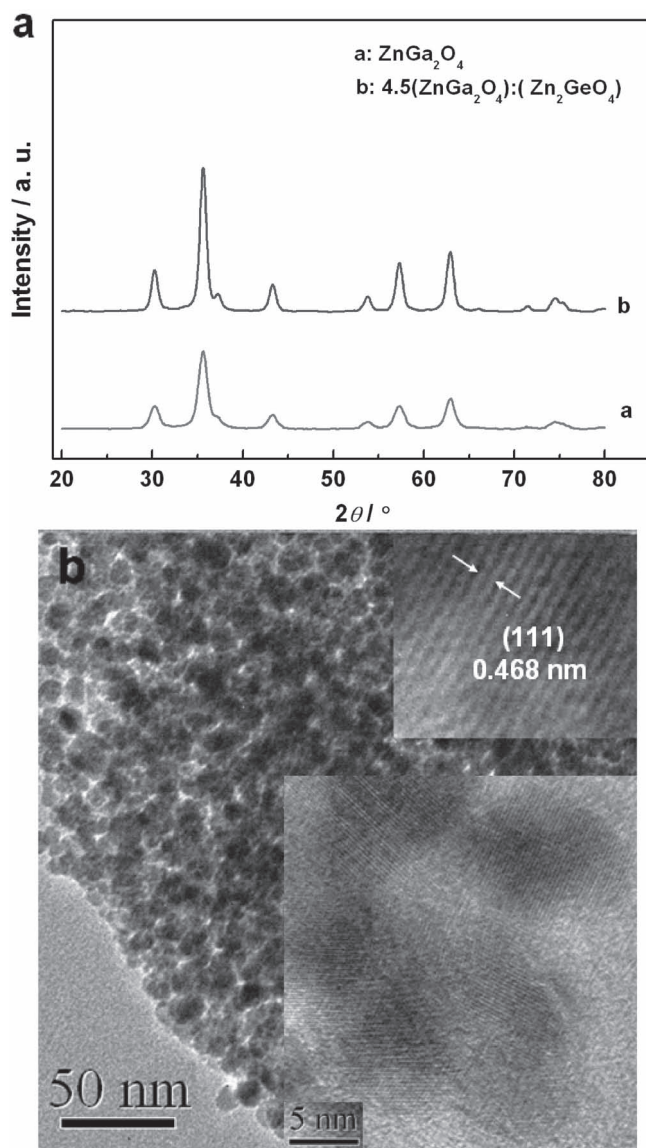 a
a: ZnGa₂O₄
b: 4.5(ZnGa₂O₄):( Zn₂GeO₄)
Intensity / a. u.
b
a
20 30 40 50 60 70 80
2θ / °
b
(111)
0.468 nm
50 nm
5 nm